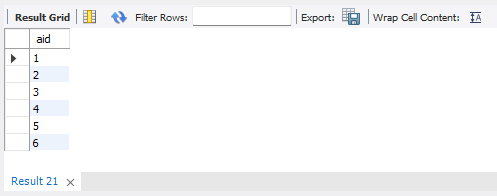 Result Grid Filter Rows: Export: Wrap Cell Content:
aid
1
2
3
4
5
6
Result 21